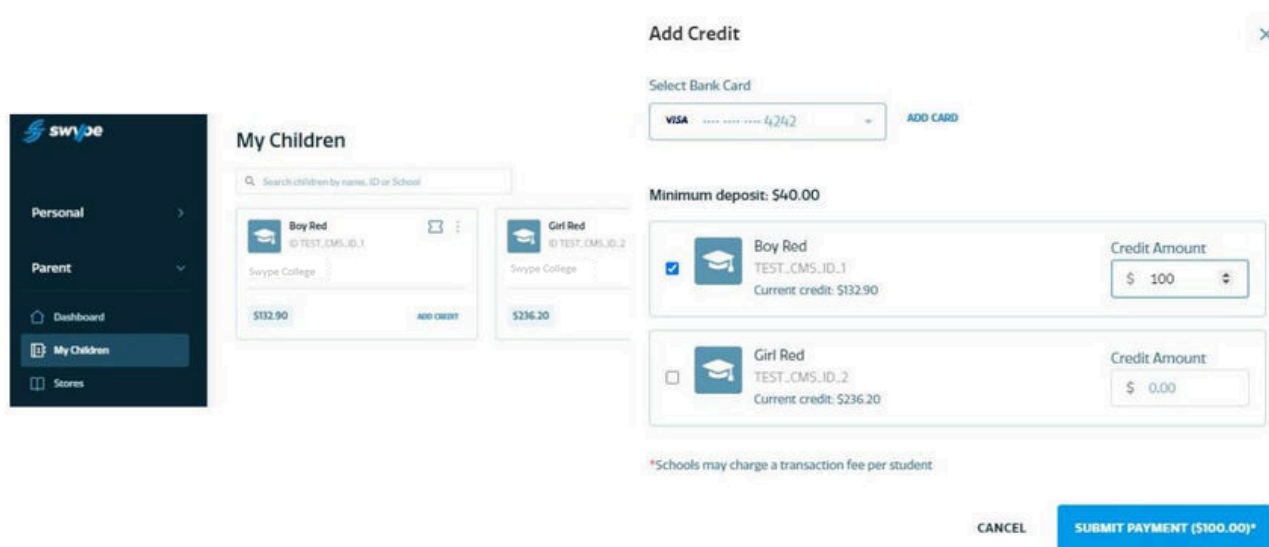 swype
Personal
Parent
Dashboard
My Children
Stores
My Children
Search children by name, ID or School
Boy Red
ID TEST_CMS_ID_1
Swype College
$132.90
ADD CREDIT
Girl Red
ID TEST_CMS_ID_2
Swype College
$236.20
Add Credit
Select Bank Card
VISA ---- ---- ---- 4242
ADD CARD
Minimum deposit: $40.00
Boy Red
TEST_CMS_ID_1
Current credit: $132.90
Credit Amount
$ 100
Girl Red
TEST_CMS_ID_2
Current credit: $236.20
Credit Amount
$ 0.00
*Schools may charge a transaction fee per student
CANCEL
SUBMIT PAYMENT ($100.00)*